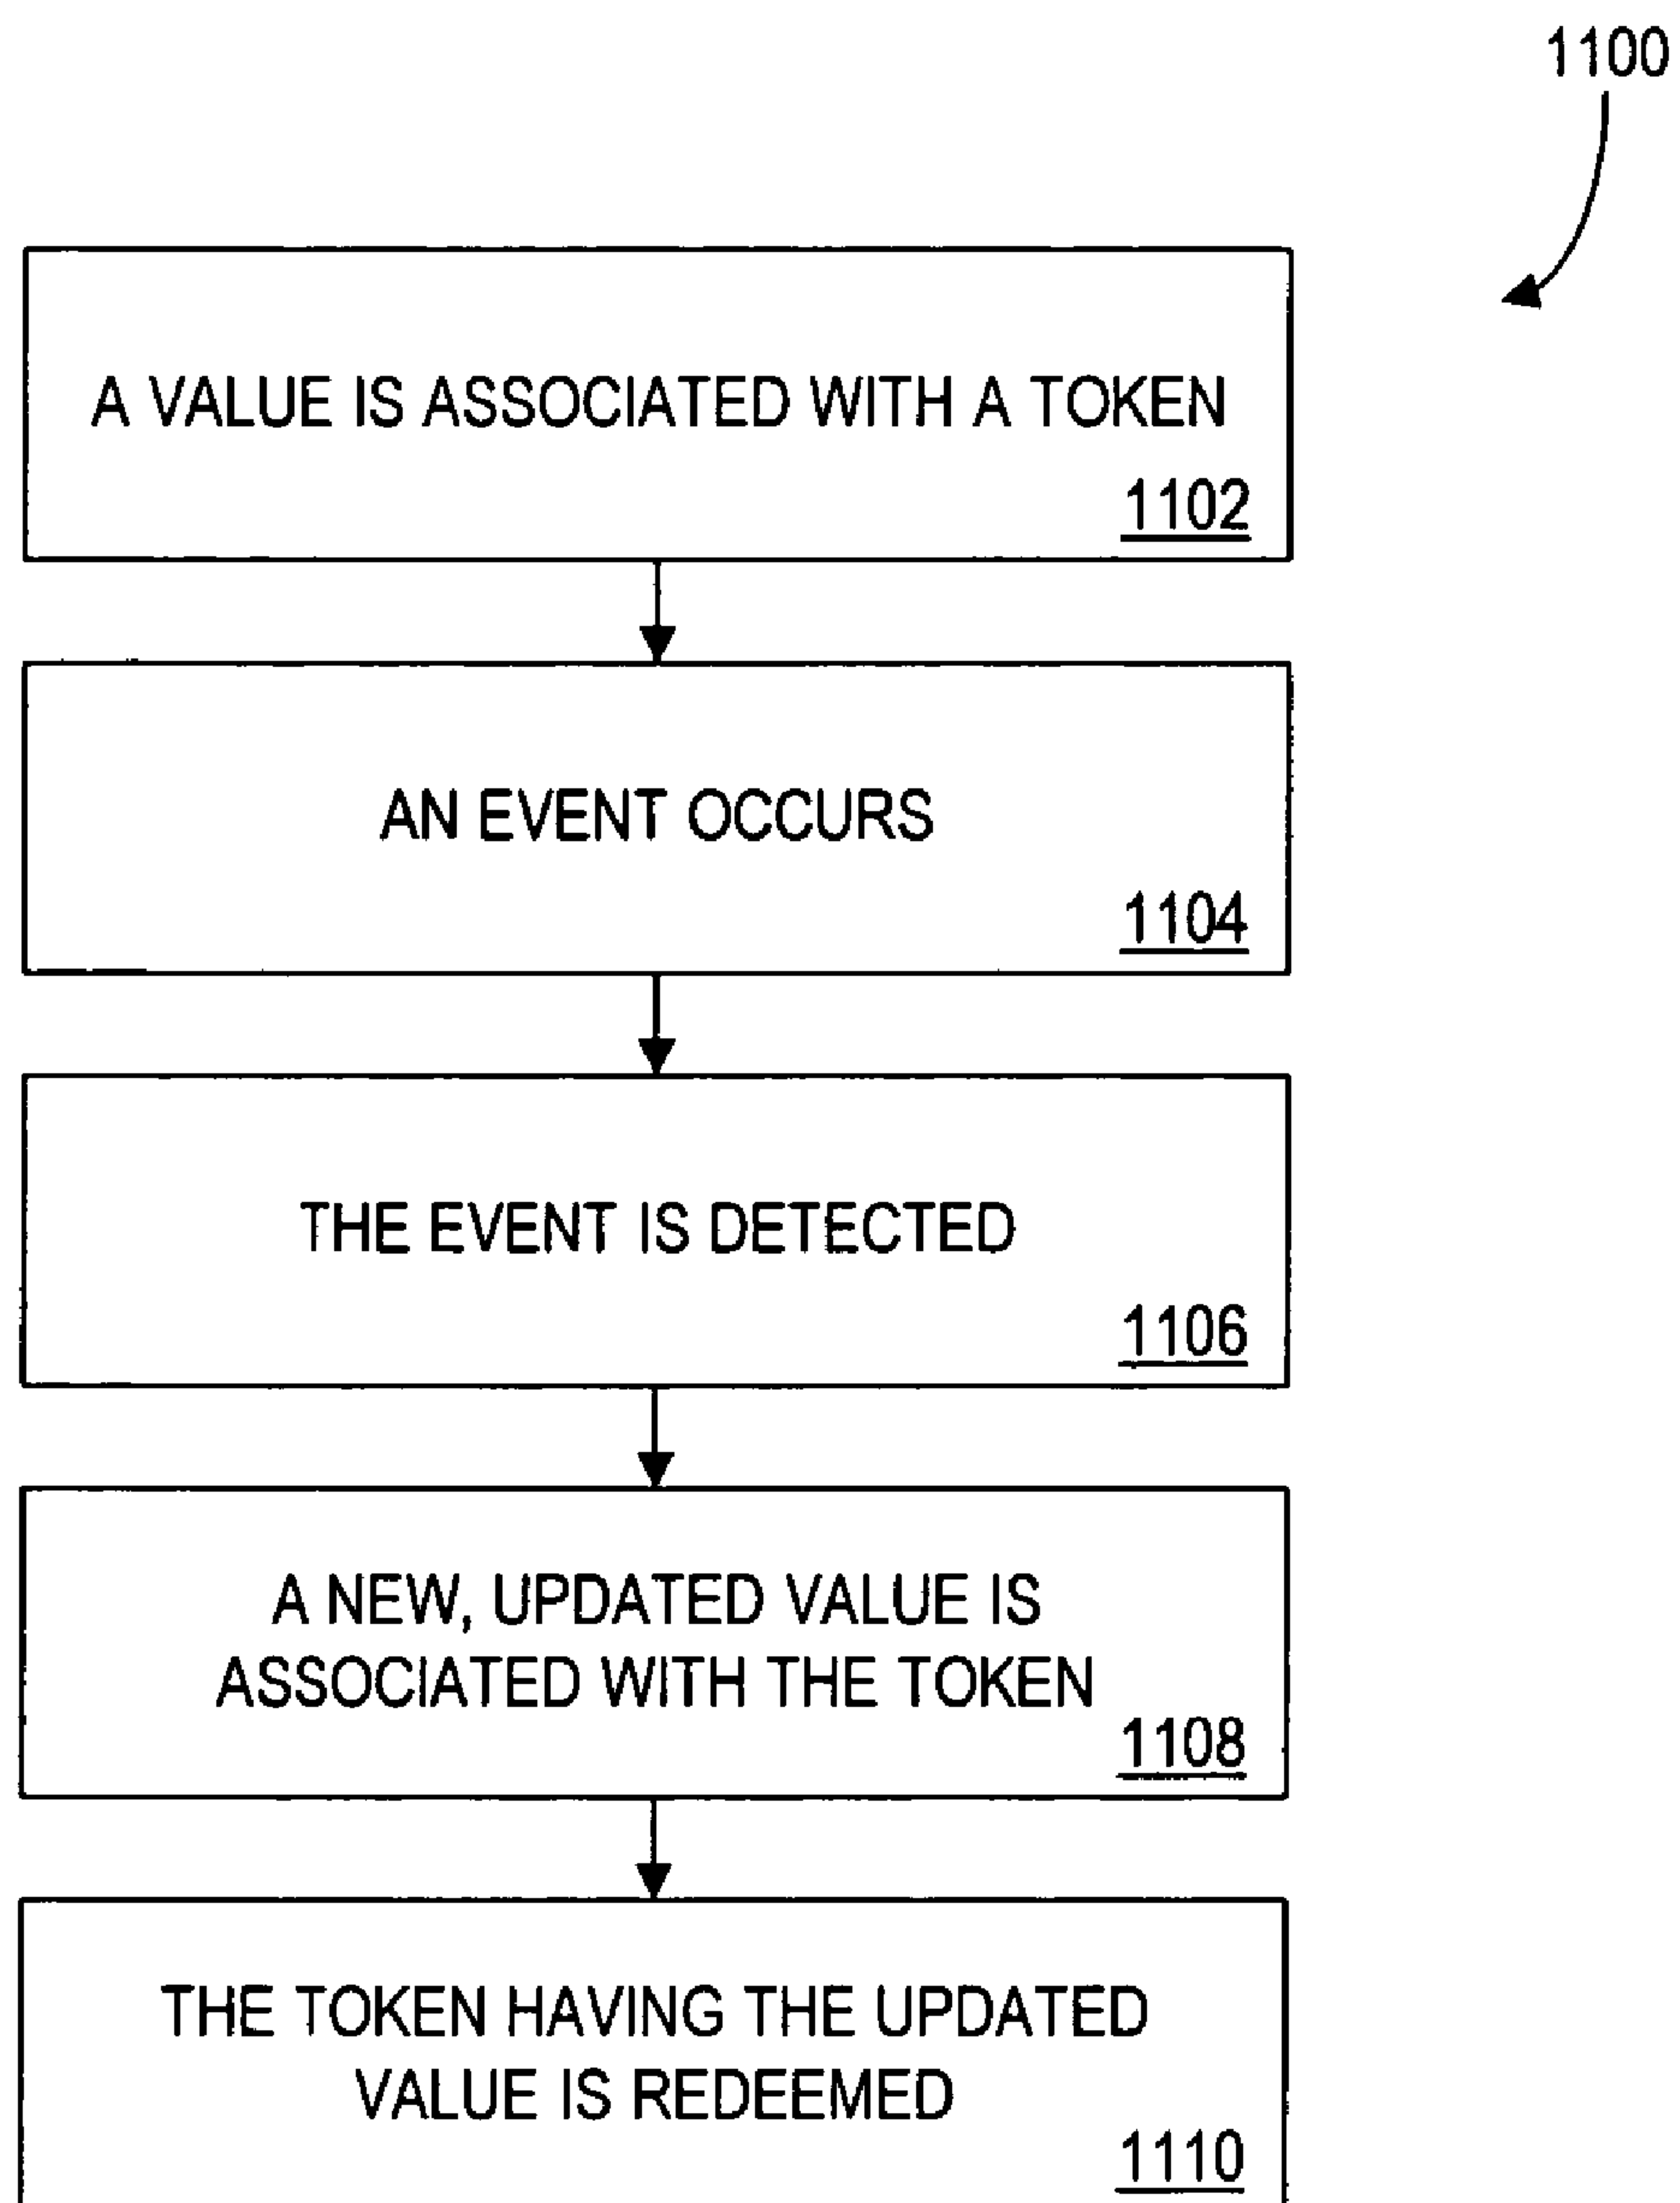 1100
A VALUE IS ASSOCIATED WITH A TOKEN
1102
AN EVENT OCCURS
1104
THE EVENT IS DETECTED
1106
A NEW, UPDATED VALUE IS
ASSOCIATED WITH THE TOKEN
1108
THE TOKEN HAVING THE UPDATED
VALUE IS REDEEMED
1110